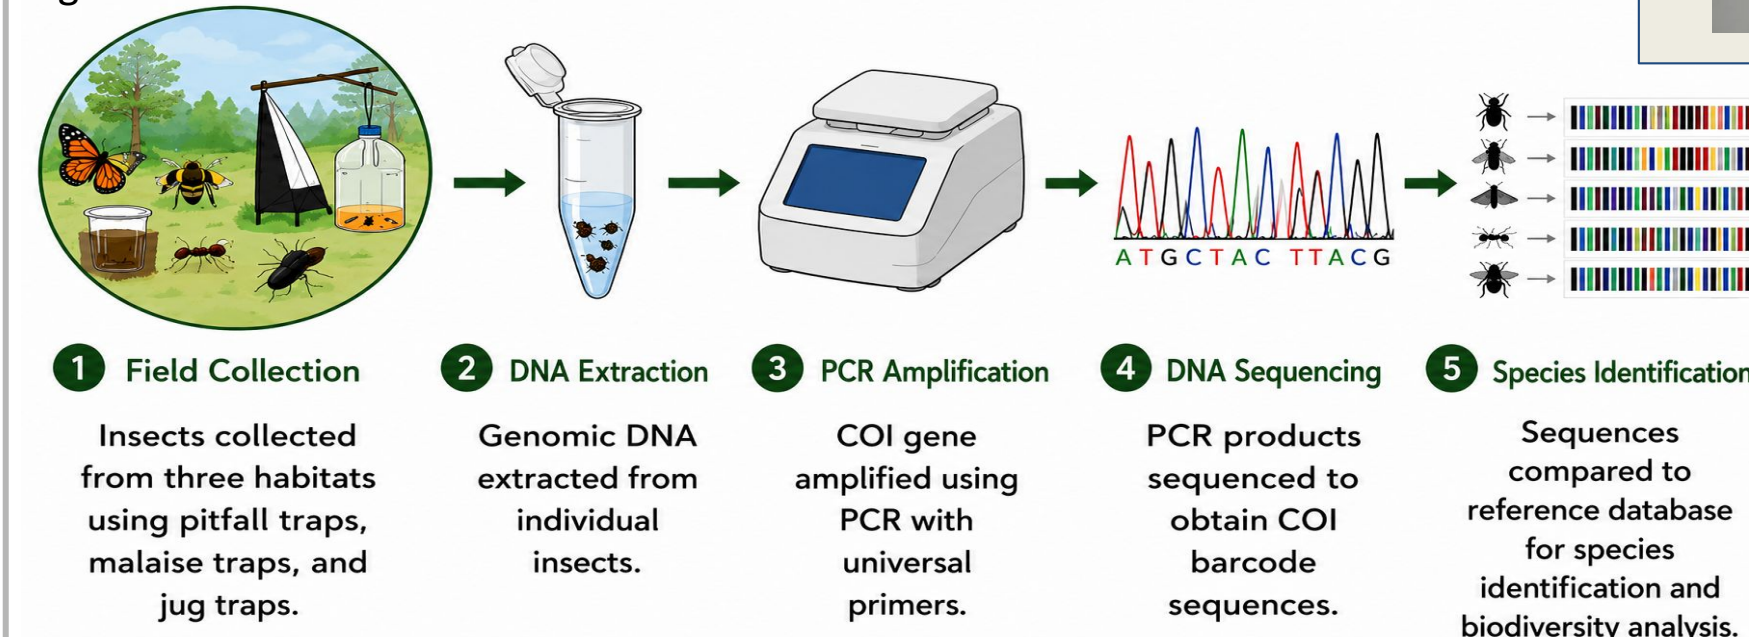 A T G C T A C T T A C G
1 Field Collection
Insects collected
from three habitats
using pitfall traps,
malaise traps, and
jug traps.
2 DNA Extraction
Genomic DNA
extracted from
individual
insects.
3 PCR Amplification
COI gene
amplified using
PCR with
universal
primers.
4 DNA Sequencing
PCR products
sequenced to
obtain COI
barcode
sequences.
5 Species Identification
Sequences
compared to
reference database
for species
identification and
biodiversity analysis.